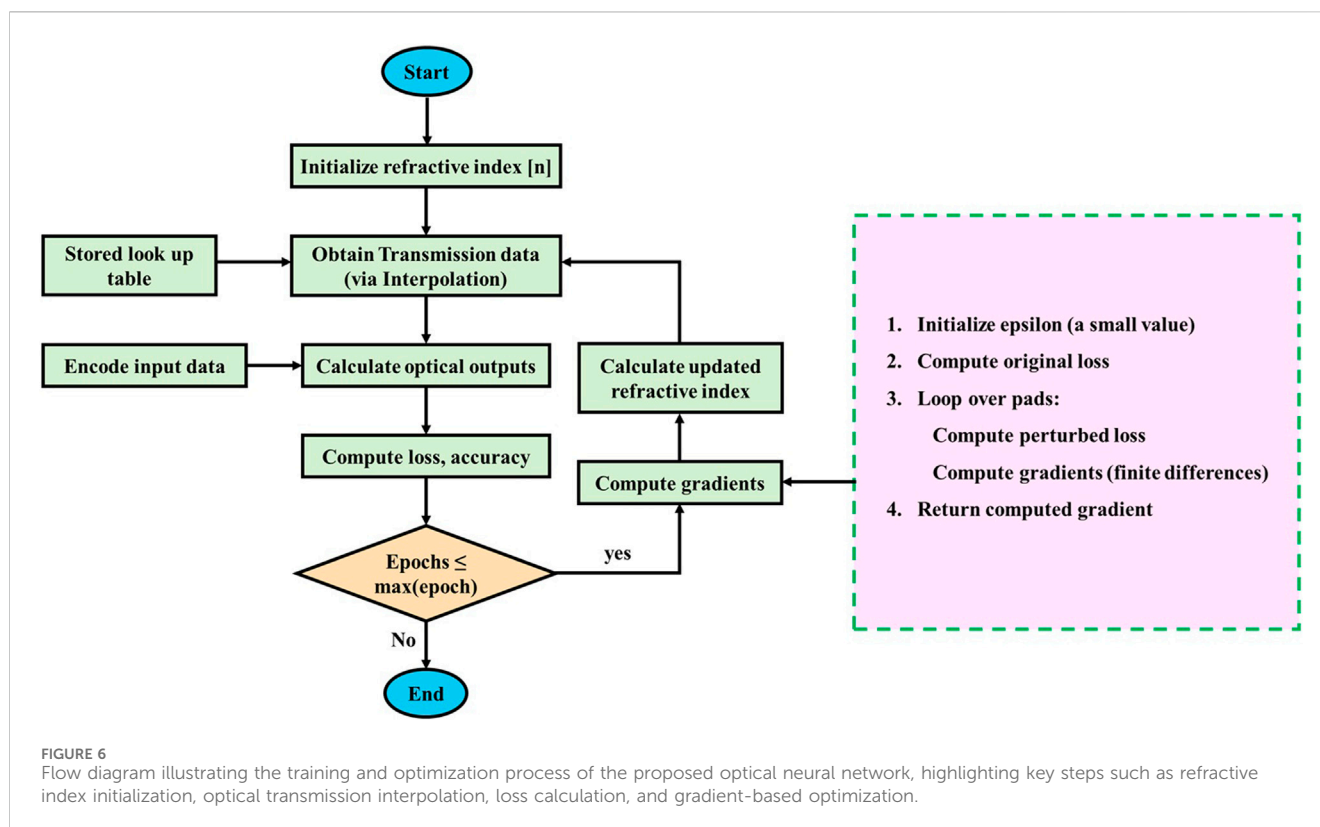 Start
Initialize refractive index [n]
Stored look up
table
Obtain Transmission data
(via Interpolation)
Encode input data
Calculate optical outputs
Calculate updated
refractive index
Compute loss, accuracy
Compute gradients
Epochs ≤
max(epoch)
yes
No
End
1. Initialize epsilon (a small value)
2. Compute original loss
3. Loop over pads:
Compute perturbed loss
Compute gradients (finite differences)
4. Return computed gradient
FIGURE 6
Flow diagram illustrating the training and optimization process of the proposed optical neural network, highlighting key steps such as refractive
index initialization, optical transmission interpolation, loss calculation, and gradient-based optimization.